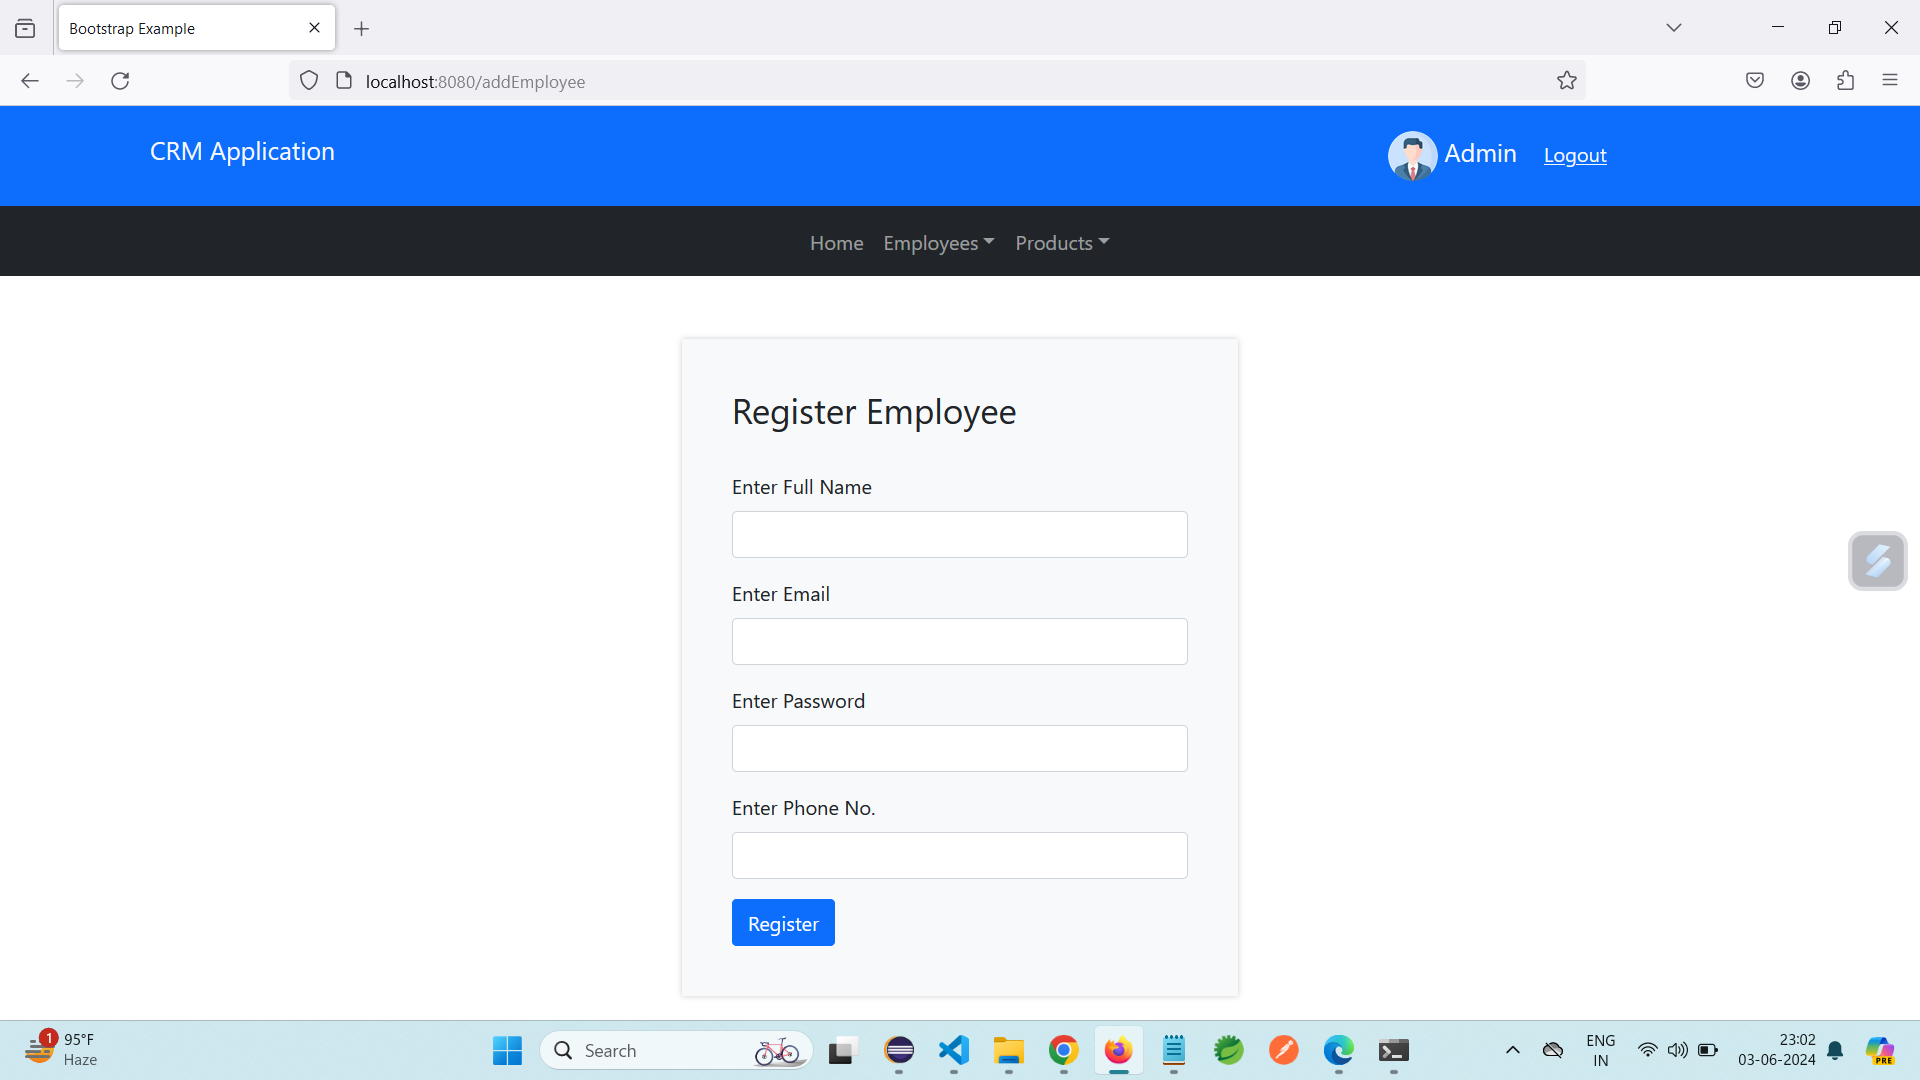 Bootstrap Example
localhost:8080/addEmployee
CRM Application
Admin
Logout
Home Employees Products
Register Employee
Enter Full Name
Enter Email
Enter Password
Enter Phone No.
Register
1
95°F
Haze
Search
ENG
IN
23:02
03-06-2024
PRE